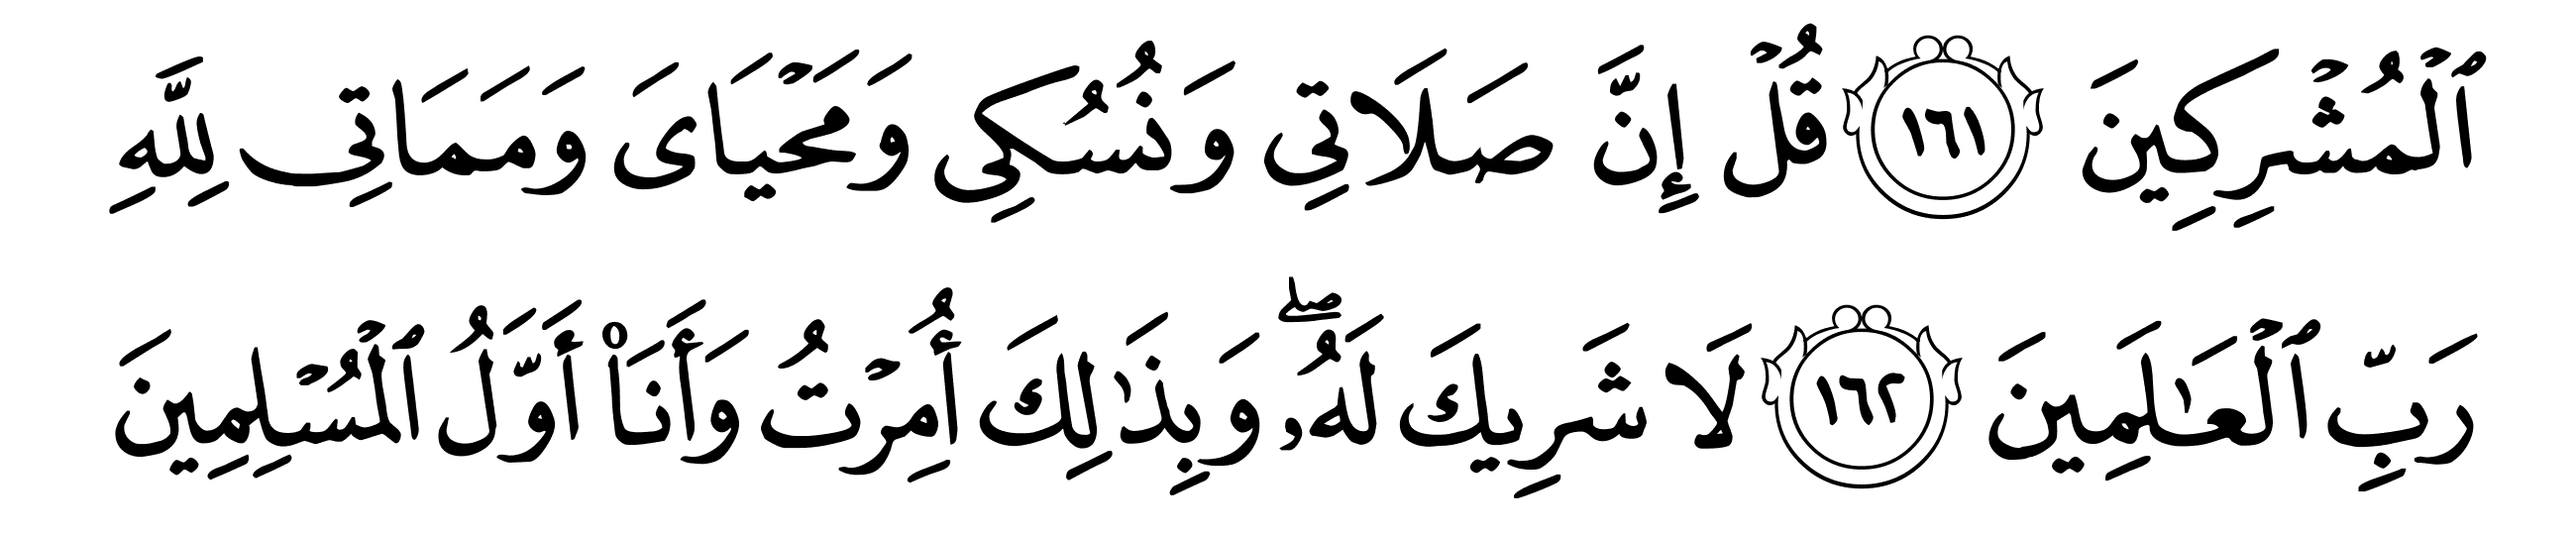 ٱلْمُشْرِكِينَ ١٦١ قُلْ إِنَّ صَلَاتِي وَنُسُكِى وَمَحْيَاىَ وَمَمَاتِى لِلَّهِ
رَبِّ ٱلْعَـٰلَمِينَ ١٦٢ لَا شَرِيكَ لَهُۥ ۖ وَبِذَٰلِكَ أُمِرْتُ وَأَنَا۠ أَوَّلُ ٱلْمُسْلِمِينَ